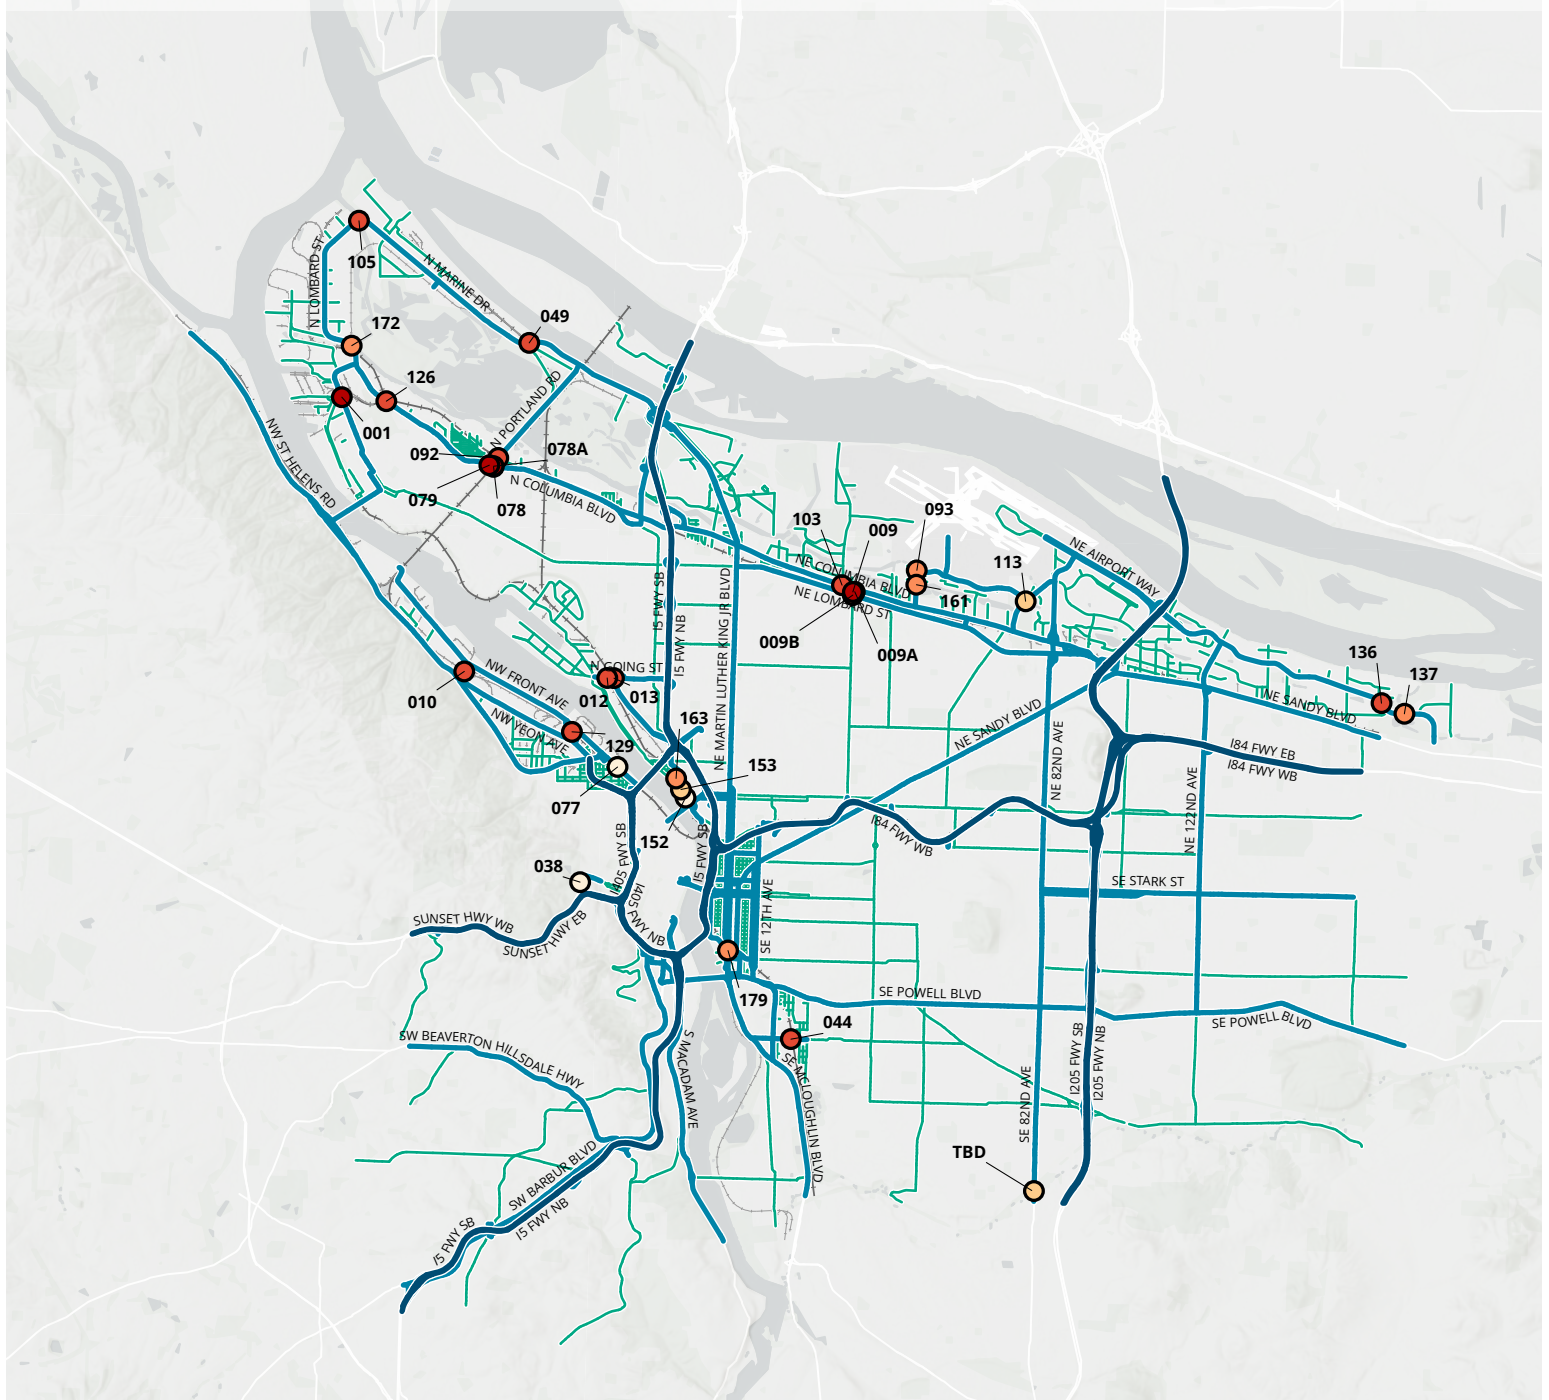 105
N LOMBARD ST
N MARINE DR
049
172
126
001
N PORTLAND RD
092
078A
079
078
N COLUMBIA BLVD
NW ST HELENS RD
103
009
093
NE COLUMBIA BLVD
NE LOMBARD ST
161
113
NE AIRPORT WAY
009B
009A
I5 FWY SB
I5 FWY NB
NE MARTIN LUTHER KING JR BLVD
N GOING ST
012
013
010
NW FRONT AVE
NW YEON AVE
129
077
163
153
152
136
137
NE SANDY BLVD
NE SANDY BLVD
NE 82ND AVE
I84 FWY EB
I84 FWY WB
NE 122ND AVE
I84 FWY WB
I5 FWY SB
I405 FWY SB
I405 FWY NB
038
SUNSET HWY WB
SUNSET HWY EB
SE 12TH AVE
SE STARK ST
179
044
SE POWELL BLVD
SE POWELL BLVD
SW BEAVERTON HILLSDALE HWY
S MACADAM AVE
SE MCLOUGHLIN BLVD
SE 82ND AVE
I205 FWY SB
I205 FWY NB
TBD
SW BARBUR BLVD
I5 FWY NB
I5 FWY SB